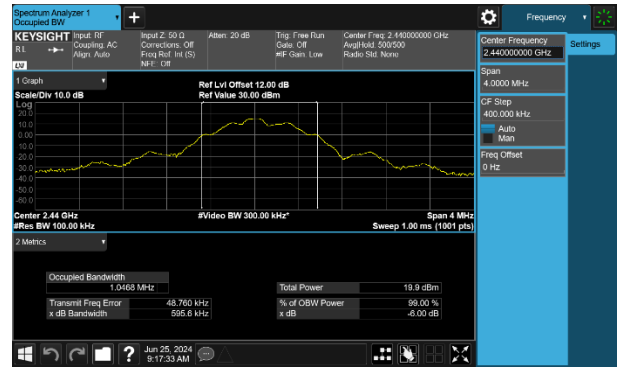 Spectrum Analyzer 1
Occupied BW
Frequency
KEYSIGHT
RL
Input: RF
Coupling: AC
Align: Auto
Input Z: 50 Ω
Corrections: Off
Freq Ref: Int (S)
NFE: Off
Atten: 20 dB
Trig: Free Run
Gate: Off
#IF Gain: Low
Center Freq: 2.440000000 GHz
Avg|Hold: 500/500
Radio Std: None
LXI
1 Graph
Scale/Div 10.0 dB
Ref Lvl Offset 12.00 dB
Ref Value 30.00 dBm
Log
20.0
10.0
0.00
-10.0
-20.0
-30.0
-40.0
-50.0
-60.0
Center 2.44 GHz
#Res BW 100.00 kHz
#Video BW 300.00 kHz*
Span 4 MHz
Sweep 1.00 ms (1001 pts)
2 Metrics
Occupied Bandwidth
1.0468 MHz
Transmit Freq Error 48.760 kHz
x dB Bandwidth 595.6 kHz
Total Power 19.9 dBm
% of OBW Power 99.00 %
x dB -6.00 dB
Jun 25, 2024
9:17:33 AM
Center Frequency
2.440000000 GHz
Span
4.0000 MHz
CF Step
400.000 kHz
Auto
Man
Freq Offset
0 Hz
Settings